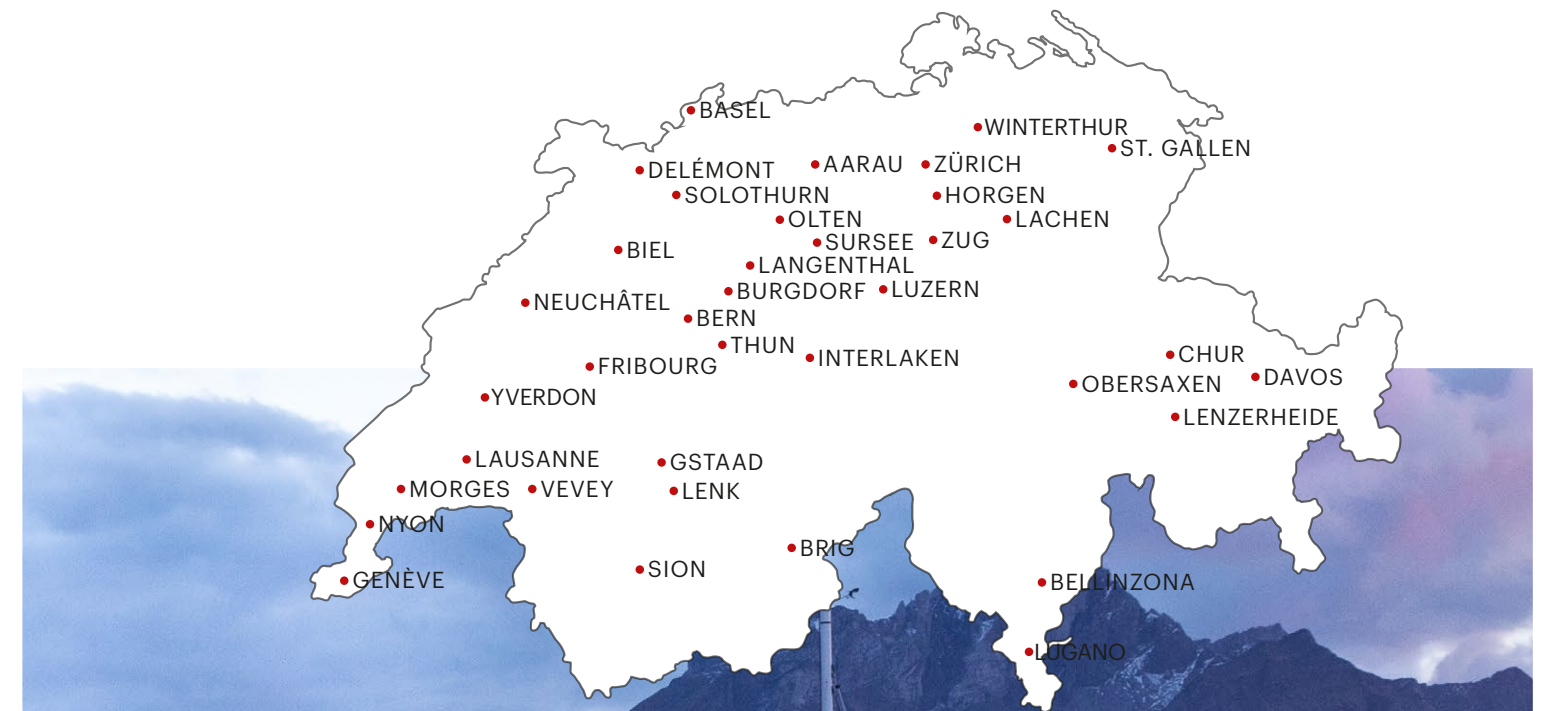 BASEL
WINTERTHUR
ST. GALLEN
DELÉMONT
AARAU
ZÜRICH
SOLOTHURN
HORGEN
OLTEN
LACHEN
SURSEE
ZUG
BIEL
LANGENTHAL
BURGDORF
LUZERN
NEUCHÂTEL
BERN
THUN
INTERLAKEN
CHUR
FRIBOURG
OBERSAXEN
DAVOS
YVERDON
LENZERHEIDE
LAUSANNE
GSTAAD
MORGES
VEVEY
LENK
NYON
BRIG
GENÈVE
SION
BELLINZONA
LUGANO